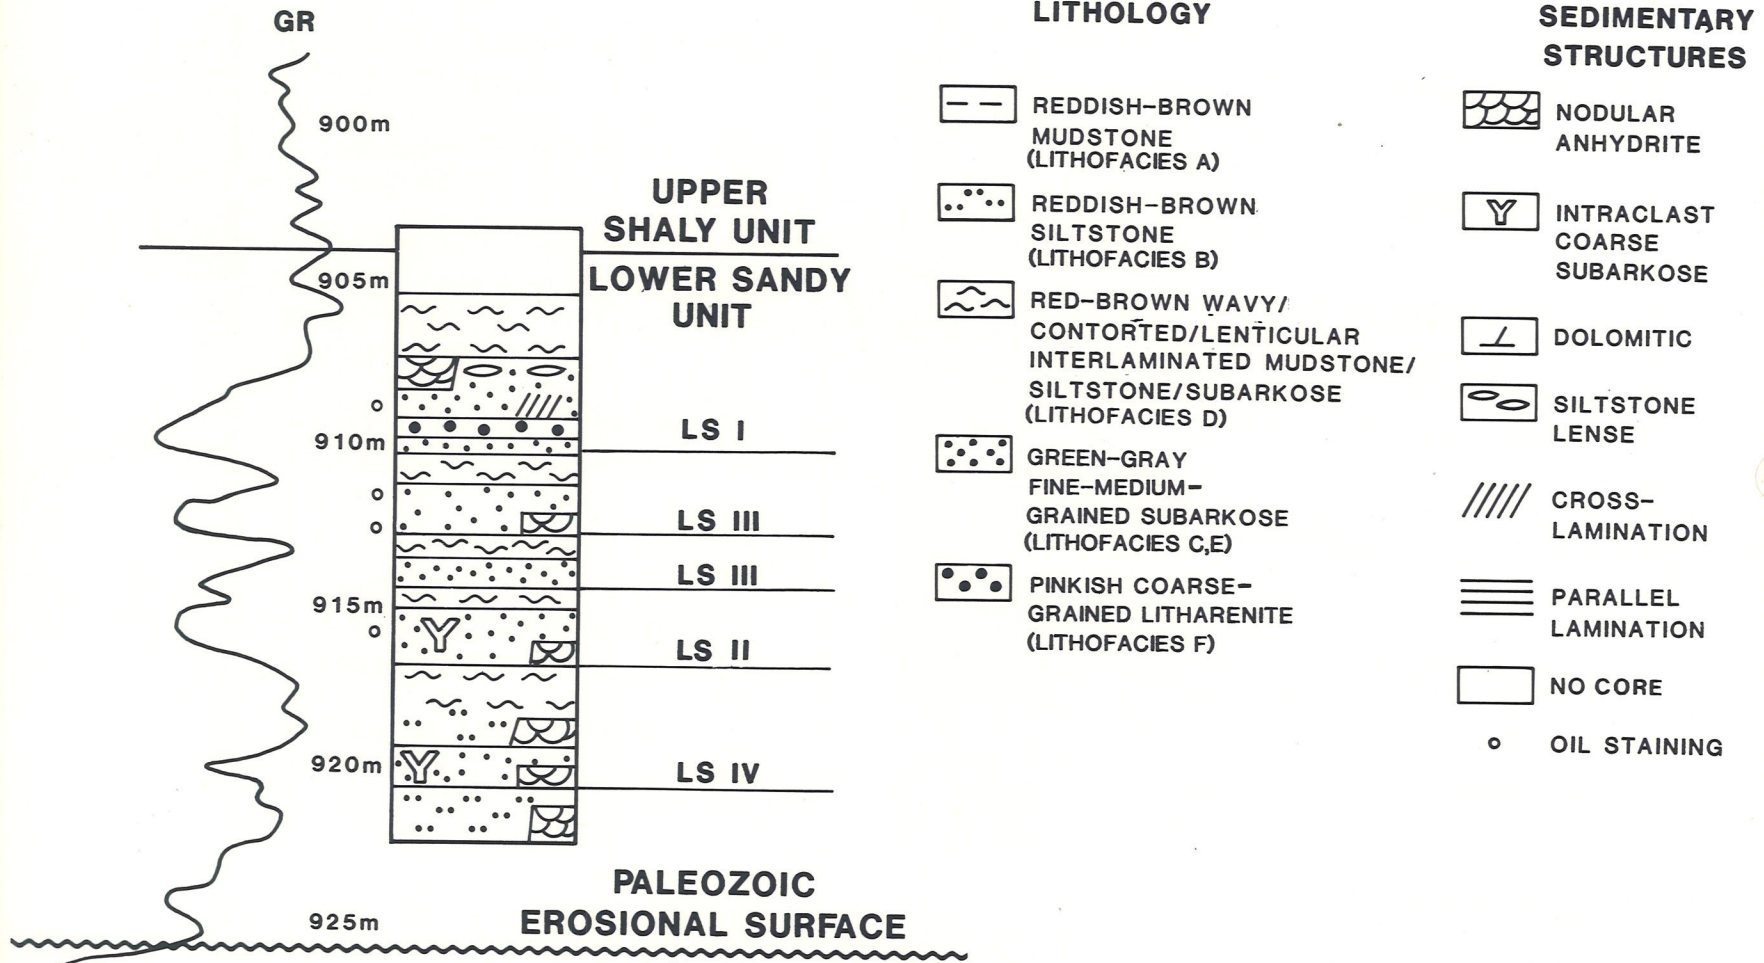 GR
900m
905m
910m
915m
920m
925m
UPPER
SHALY UNIT
LOWER SANDY
UNIT
LS I
LS III
LS III
LS II
LS IV
PALEOZOIC
EROSIONAL SURFACE
LITHOLOGY
REDDISH-BROWN
MUDSTONE
(LITHOFACIES A)
REDDISH-BROWN
SILTSTONE
(LITHOFACIES B)
RED-BROWN WAVY/
CONTORTED/LENTICULAR
INTERLAMINATED MUDSTONE/
SILTSTONE/SUBARKOSE
(LITHOFACIES D)
GREEN-GRAY
FINE-MEDIUM-
GRAINED SUBARKOSE
(LITHOFACIES C,E)
PINKISH COARSE-
GRAINED LITHARENITE
(LITHOFACIES F)
SEDIMENTARY
STRUCTURES
NODULAR
ANHYDRITE
INTRACLAST
COARSE
SUBARKOSE
DOLOMITIC
SILTSTONE
LENSE
CROSS-
LAMINATION
PARALLEL
LAMINATION
NO CORE
OIL STAINING